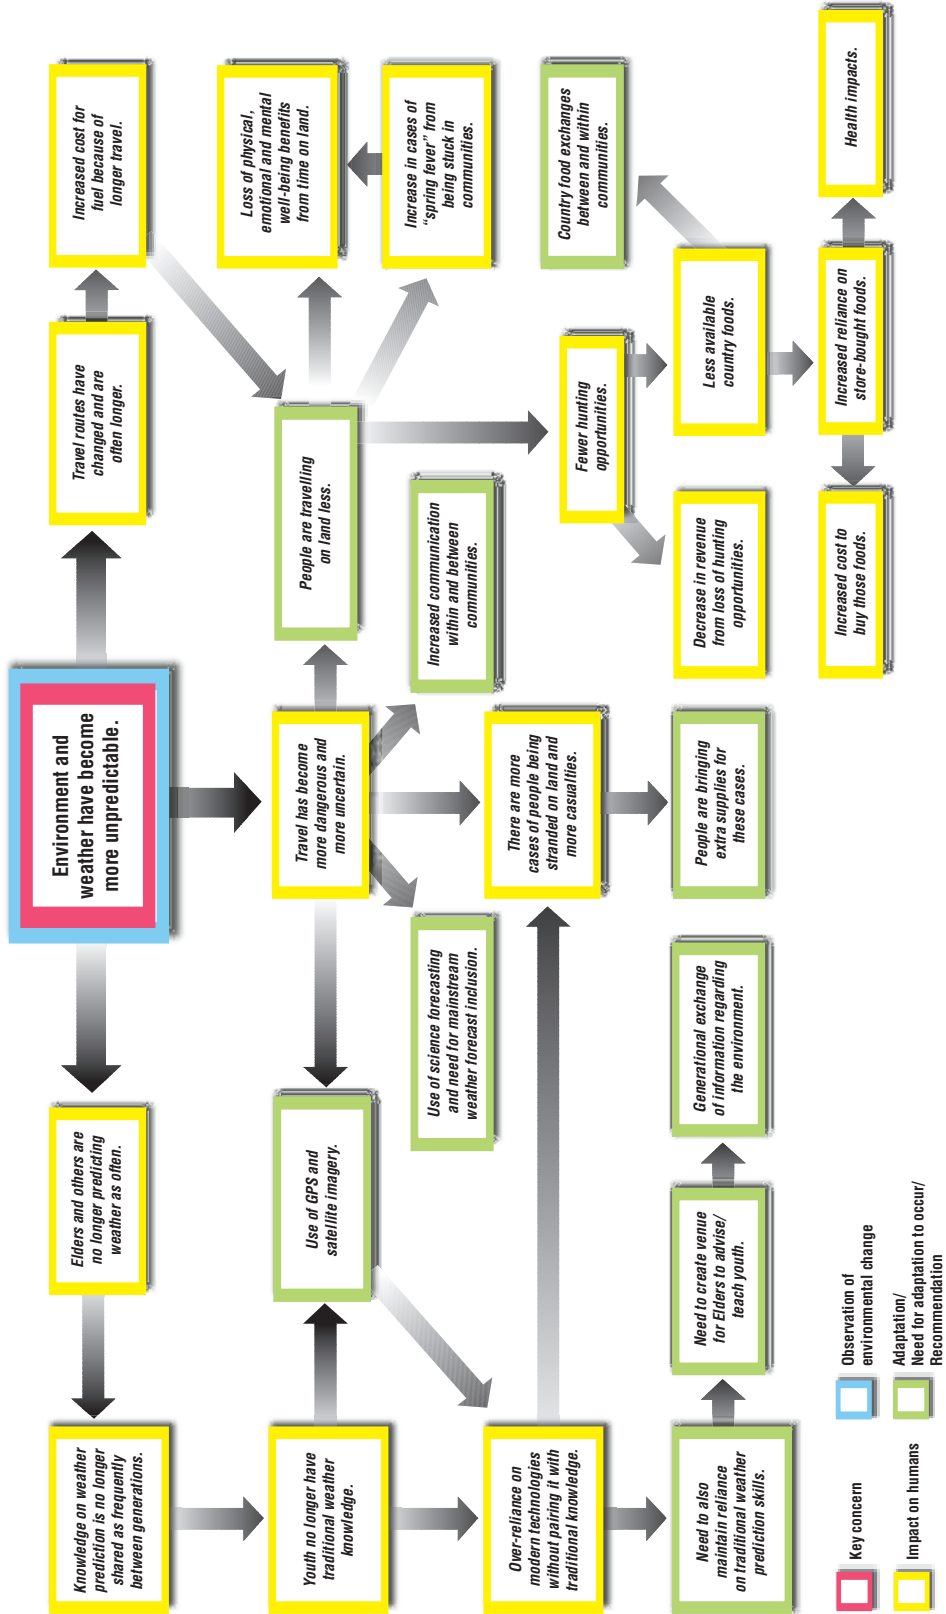 Environment and
weather have become
more unpredictable.
Elders and others are
no longer predicting
weather as often.
Travel routes have
changed and are
often longer.
Increased cost for
fuel because of
longer travel.
Knowledge on weather
prediction is no longer
shared as frequently
between generations.
Youth no longer have
traditional weather
knowledge.
Use of GPS and
satellite imagery.
Travel has become
more dangerous and
more uncertain.
People are travelling
on land less.
Loss of physical,
emotional and mental
well-being benefits
from time on land.
Increase in cases of
“spring fever” from
being stuck in
communities.
Use of science forecasting
and need for mainstream
weather forecast inclusion.
Increased communication
within and between
communities.
Over-reliance on
modern technologies
without pairing it with
traditional knowledge.
There are more
cases of people being
stranded on land and
more casualties.
Fewer hunting
opportunities.
Country food exchanges
between and within
communities.
Need to also
maintain reliance
on traditional weather
prediction skills.
Need to create venue
for Elders to advise/
teach youth.
Generational exchange
of information regarding
the environment.
People are bringing
extra supplies for
these cases.
Decrease in revenue
from loss of hunting
opportunities.
Less available
country foods.
Increased cost to
buy those foods.
Increased reliance on
store-bought foods.
Health impacts.
Key concern
Observation of
environmental change
Impact on humans
Adaptation/
Need for adaptation to occur/
Recommendation